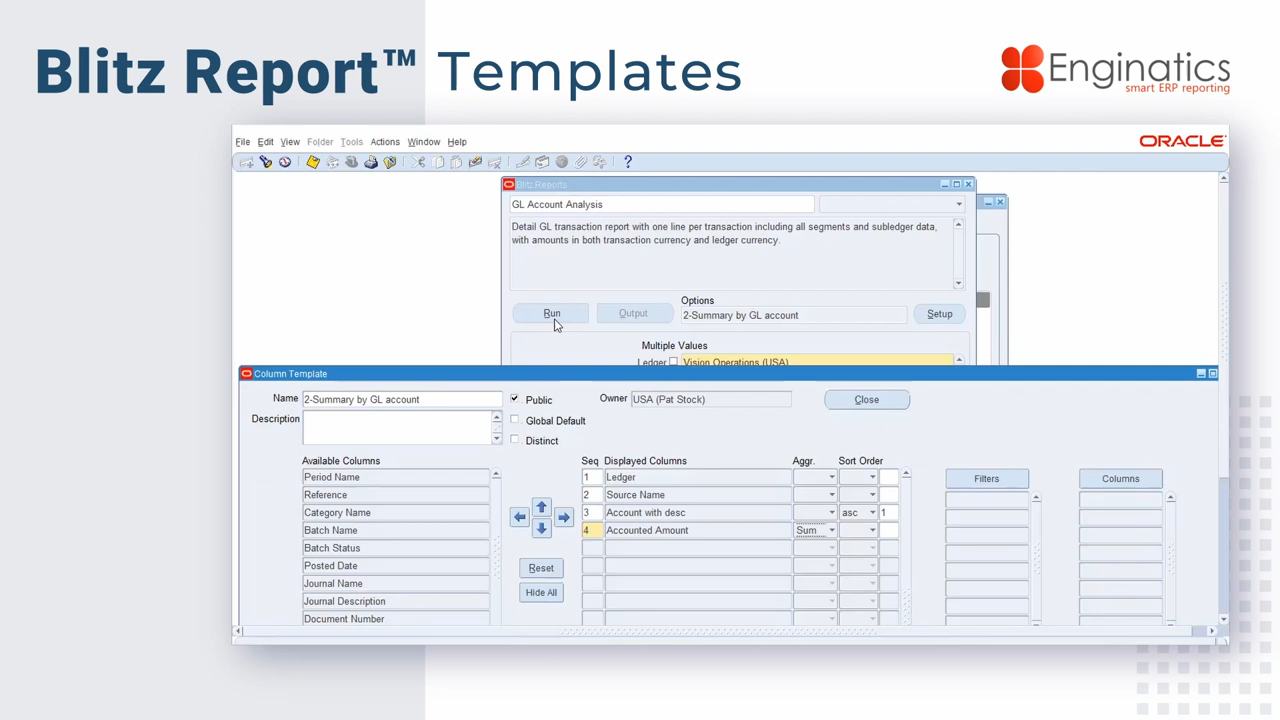 Blitz Report™ Templates
Enginatics
smart ERP reporting
File Edit View Folder Tools Actions Window Help
ORACLE
?
Blitz Reports
GL Account Analysis
Detail GL transaction report with one line per transaction including all segments and subledger data,
with amounts in both transaction currency and ledger currency.
Options
Run Output 2-Summary by GL account Setup
Multiple Values
Ledger Vision Operations (USA)
Column Template
Name 2-Summary by GL account Public Owner USA (Pat Stock) Close
Description Global Default
Distinct
Available Columns Seq Displayed Columns Aggr. Sort Order
Period Name 1 Ledger Filters Columns
Reference 2 Source Name
Category Name 3 Account with desc asc 1
Batch Name 4 Accounted Amount Sum
Batch Status
Posted Date Reset
Journal Name Hide All
Journal Description
Document Number